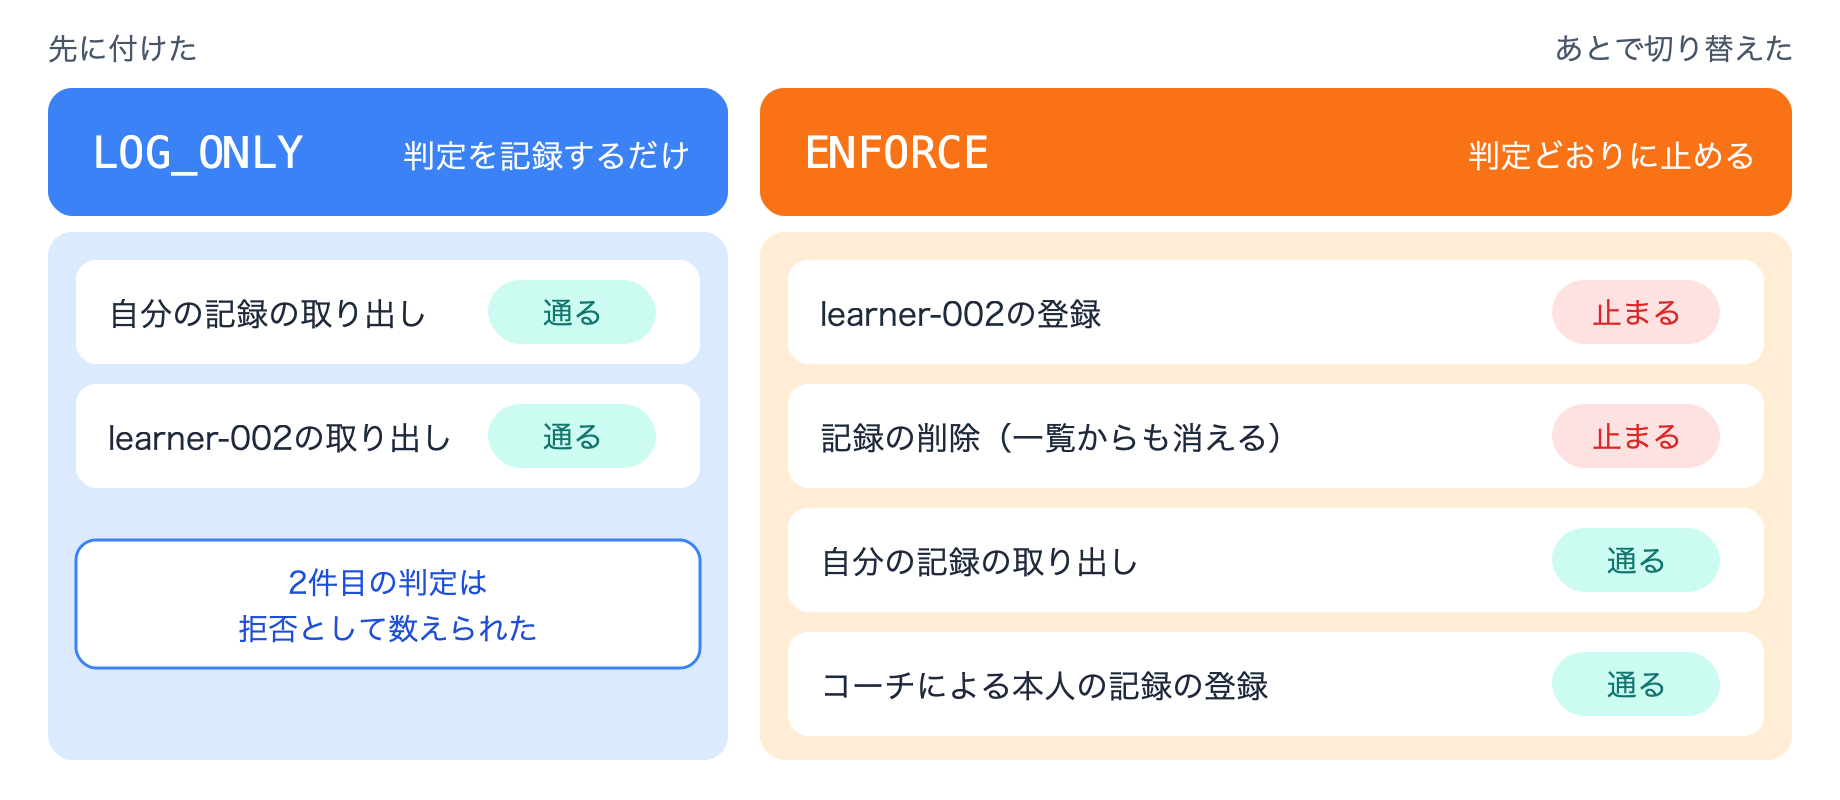 先に付けた
あとで切り替えた
LOG_ONLY 判定を記録するだけ
ENFORCE 判定どおりに止める
自分の記録の取り出し 通る
learner-002の取り出し 通る
2件目の判定は
拒否として数えられた
learner-002の登録 止まる
記録の削除（一覧からも消える） 止まる
自分の記録の取り出し 通る
コーチによる本人の記録の登録 通る